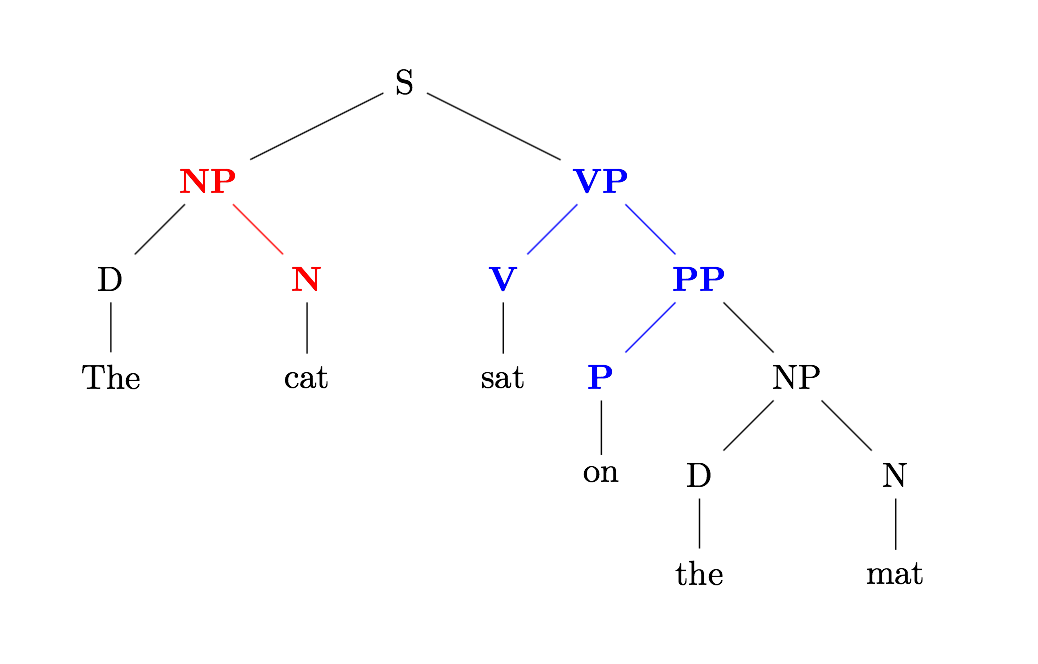 S
NP VP
D N V PP
The cat sat P NP
on D N
the mat